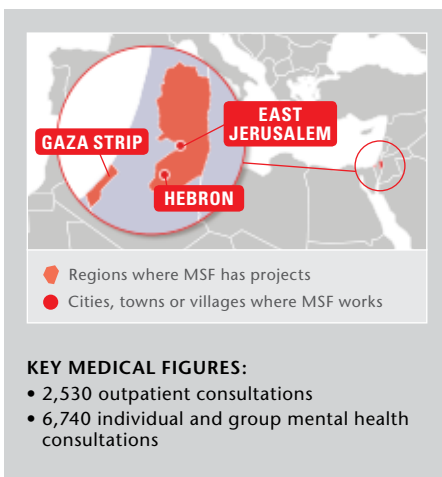 EAST
JERUSALEM
GAZA STRIP
HEBRON
Regions where MSF has projects
Cities, towns or villages where MSF works
KEY MEDICAL FIGURES:
• 2,530 outpatient consultations
• 6,740 individual and group mental health
consultations